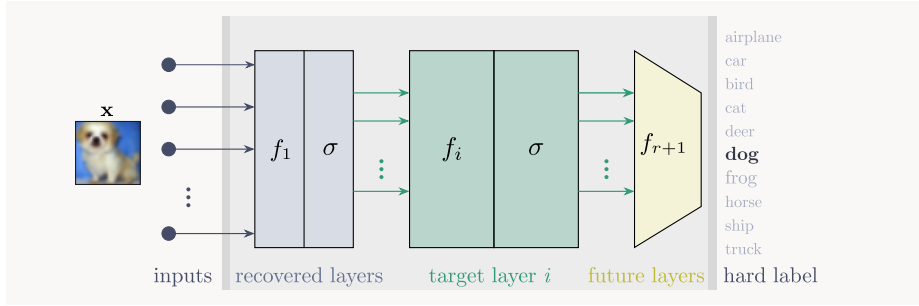 x
f₁ σ
fᵢ σ
fᵣ₊₁
airplane
car
bird
cat
deer
dog
frog
horse
ship
truck
inputs
recovered layers
target layer i
future layers
hard label